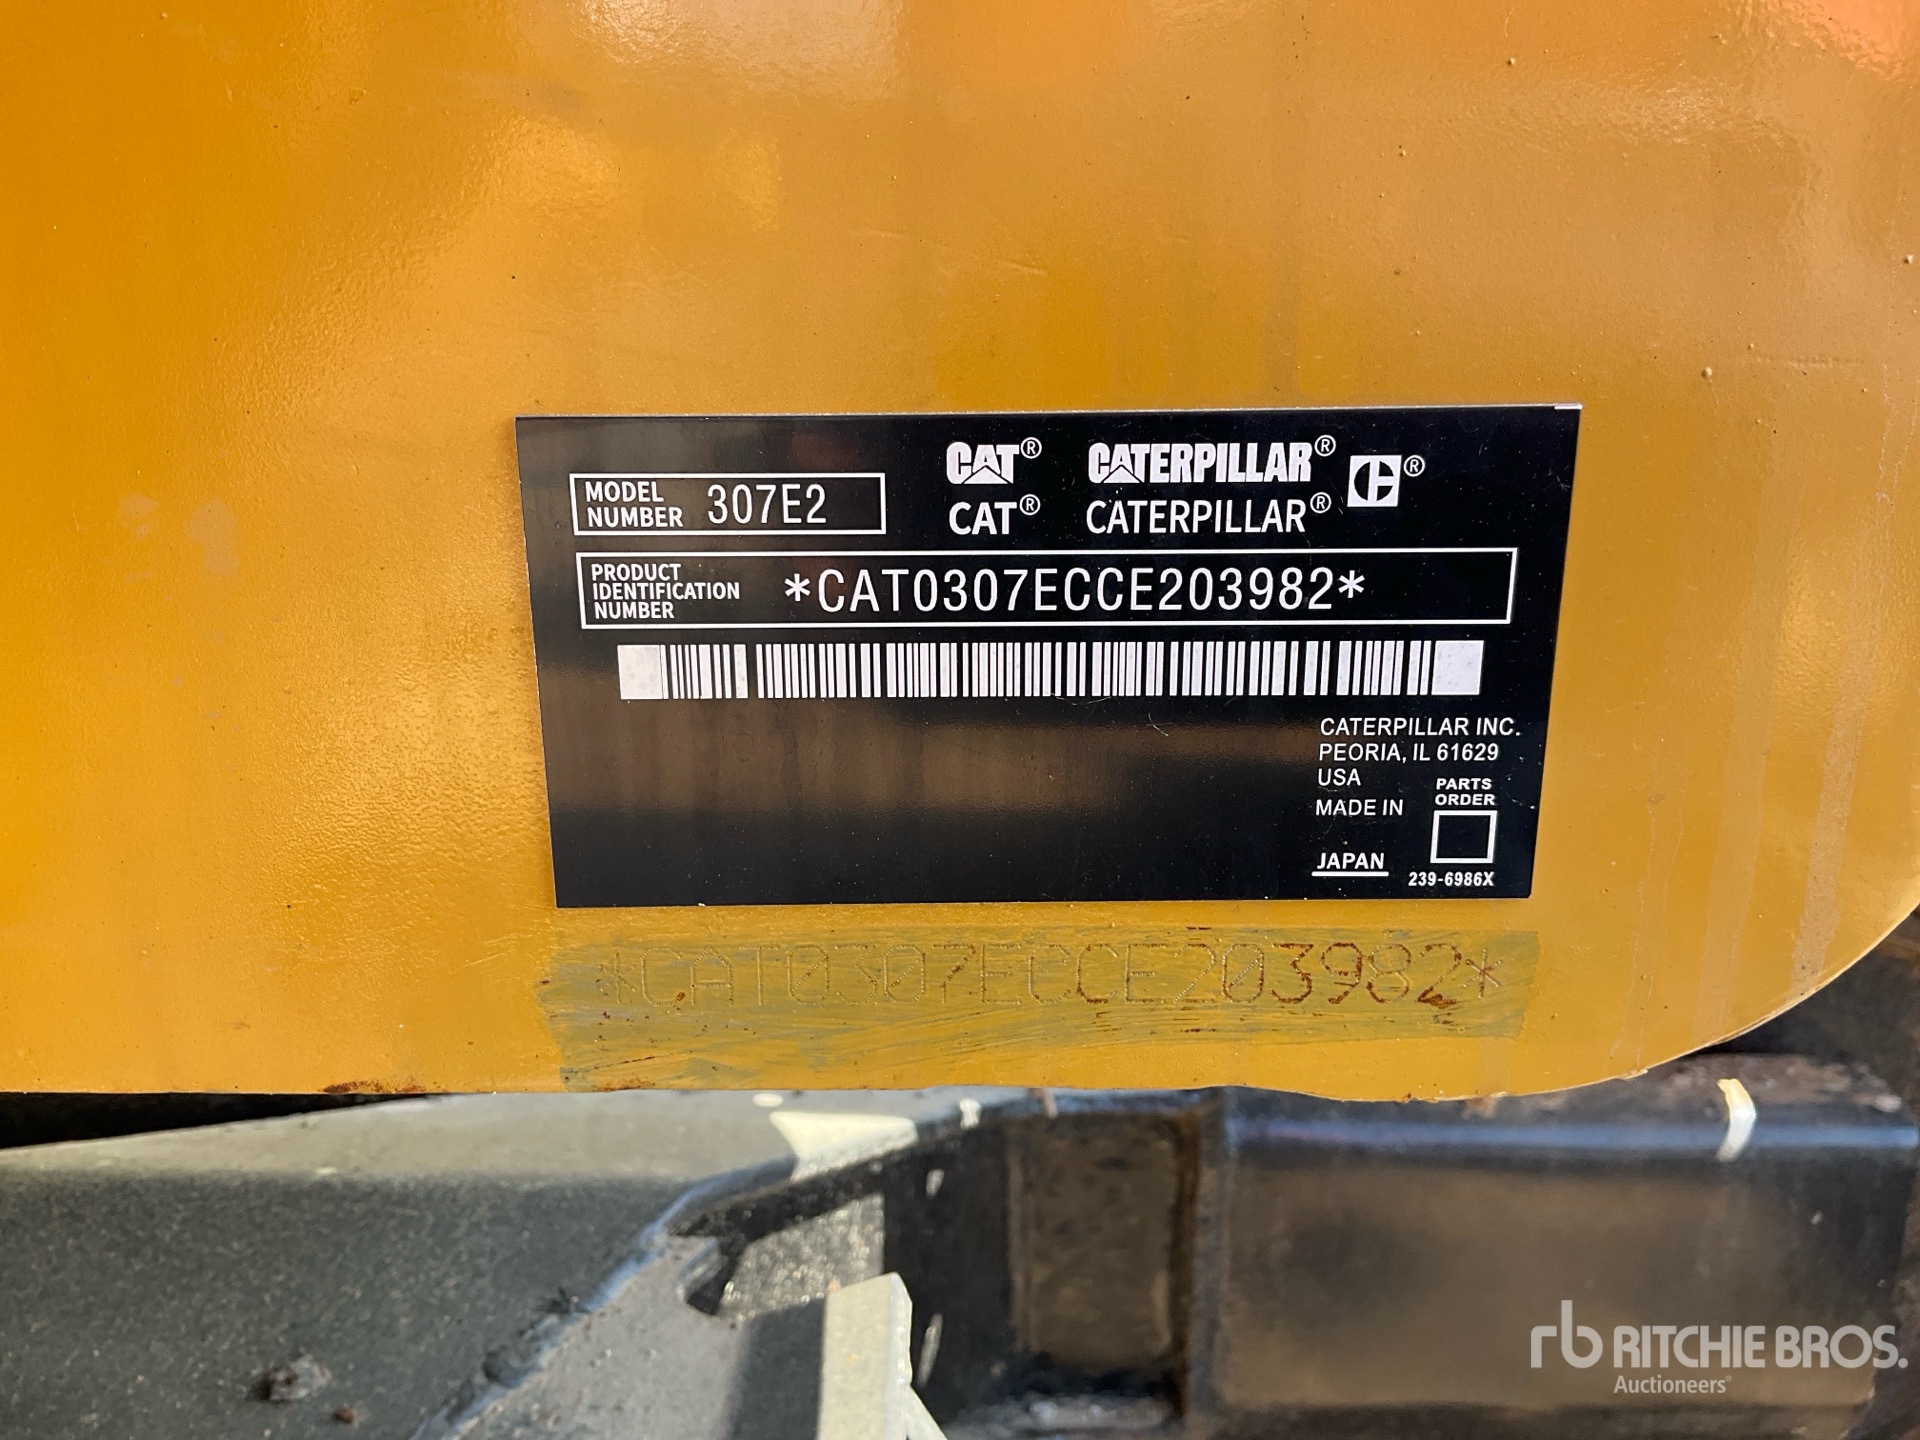 CAT® CATERPILLAR® ®
MODEL NUMBER 307E2
CAT® CATERPILLAR®
PRODUCT IDENTIFICATION NUMBER *CAT0307ECCE203982*
CATERPILLAR INC.
PEORIA, IL 61629
USA
MADE IN
JAPAN
PARTS
ORDER
239-6986X
*CAT0307ECCE203982*
rb RITCHIE BROS.
Auctioneers